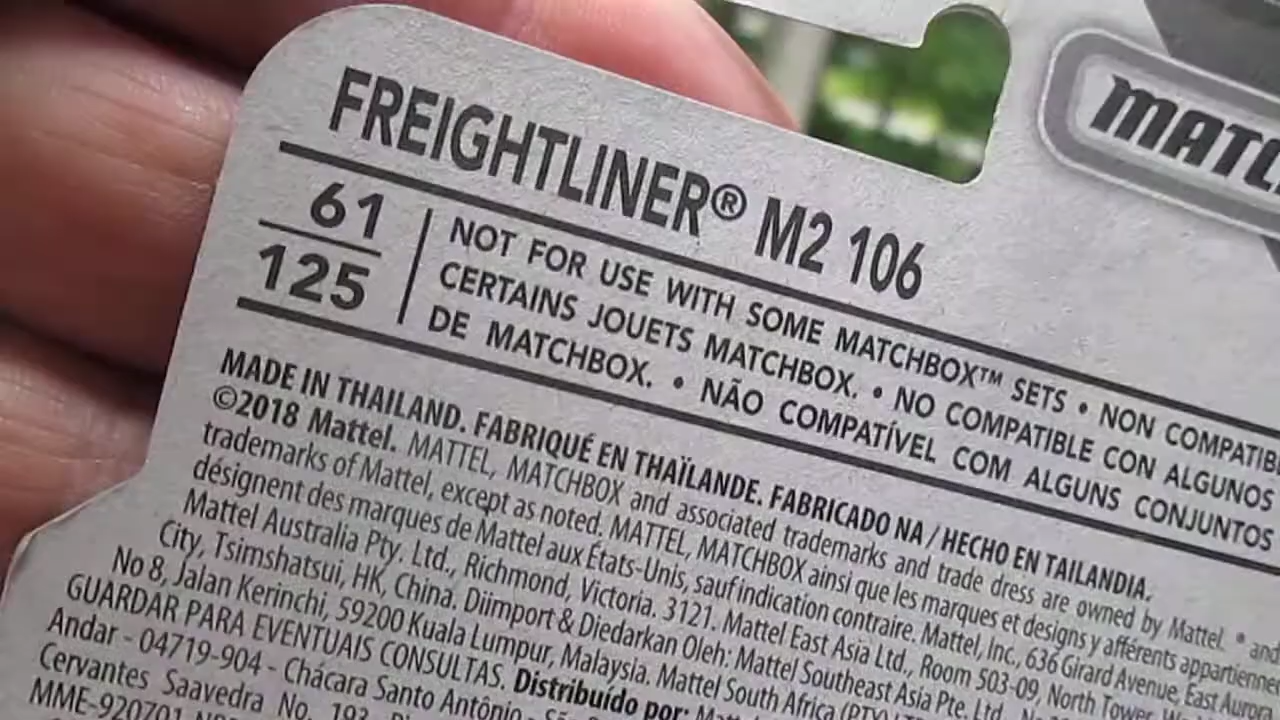 MATC
FREIGHTLINER® M2 106
61
125
NOT FOR USE WITH SOME MATCHBOX™ SETS • NON COMPATIB
CERTAINS JOUETS MATCHBOX. • NO COMPATIBLE CON ALGUNOS
DE MATCHBOX. • NÃO COMPATÍVEL COM ALGUNS CONJUNTOS
MADE IN THAILAND. FABRIQUÉ EN THAÏLANDE. FABRICADO NA / HECHO EN TAILANDIA.
©2018 Mattel. MATTEL, MATCHBOX and associated trademarks and trade dress are owned by Mattel. ® and
trademarks of Mattel, except as noted. MATTEL, MATCHBOX ainsi que les marques et designs y afférents appartienne
désignent des marques de Mattel aux États-Unis, sauf indication contraire. Mattel, Inc., 636 Girard Avenue, East Aurora
Mattel Australia Pty. Ltd., Richmond, Victoria. 3121. Mattel East Asia Ltd., Room 503-09, North Tower,
City, Tsimshatsui, HK, China. Diimport & Diedarkan Oleh: Mattel Southeast Asia Pte. Ltd.,
No 8, Jalan Kerinchi, 59200 Kuala Lumpur, Malaysia. Mattel South Africa (PTY)
GUARDAR PARA EVENTUAIS CONSULTAS. Distribuído por:
Andar - 04719-904 - Chácara Santo Antônio -
Cervantes Saavedra No. 193
MME-920701